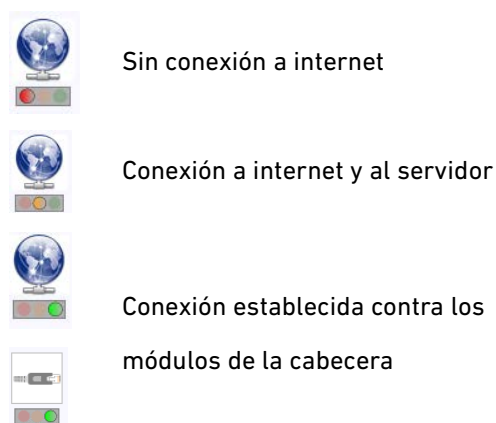 Sin conexión a internet
Conexión a internet y al servidor
Conexión establecida contra los
módulos de la cabecera